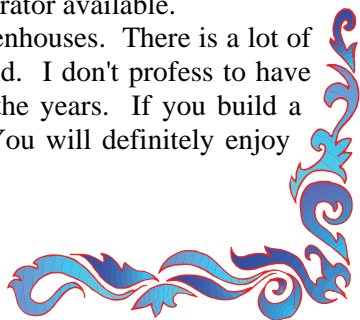 rator available.
enhouses. There is a lot of
d. I don't profess to have
the years. If you build a
You will definitely enjoy